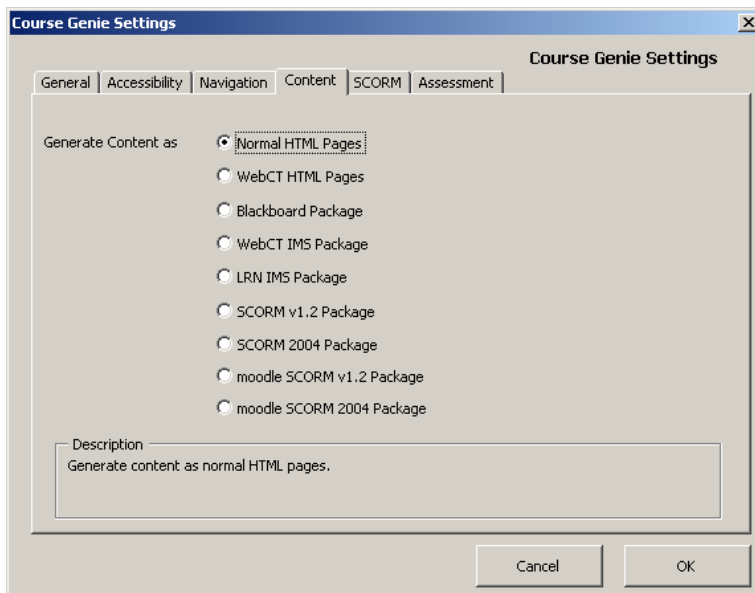 Course Genie Settings
Course Genie Settings
General Accessibility Navigation Content SCORM Assessment
Generate Content as Normal HTML Pages
WebCT HTML Pages
Blackboard Package
WebCT IMS Package
LRN IMS Package
SCORM v1.2 Package
SCORM 2004 Package
moodle SCORM v1.2 Package
moodle SCORM 2004 Package
Description
Generate content as normal HTML pages.
Cancel OK